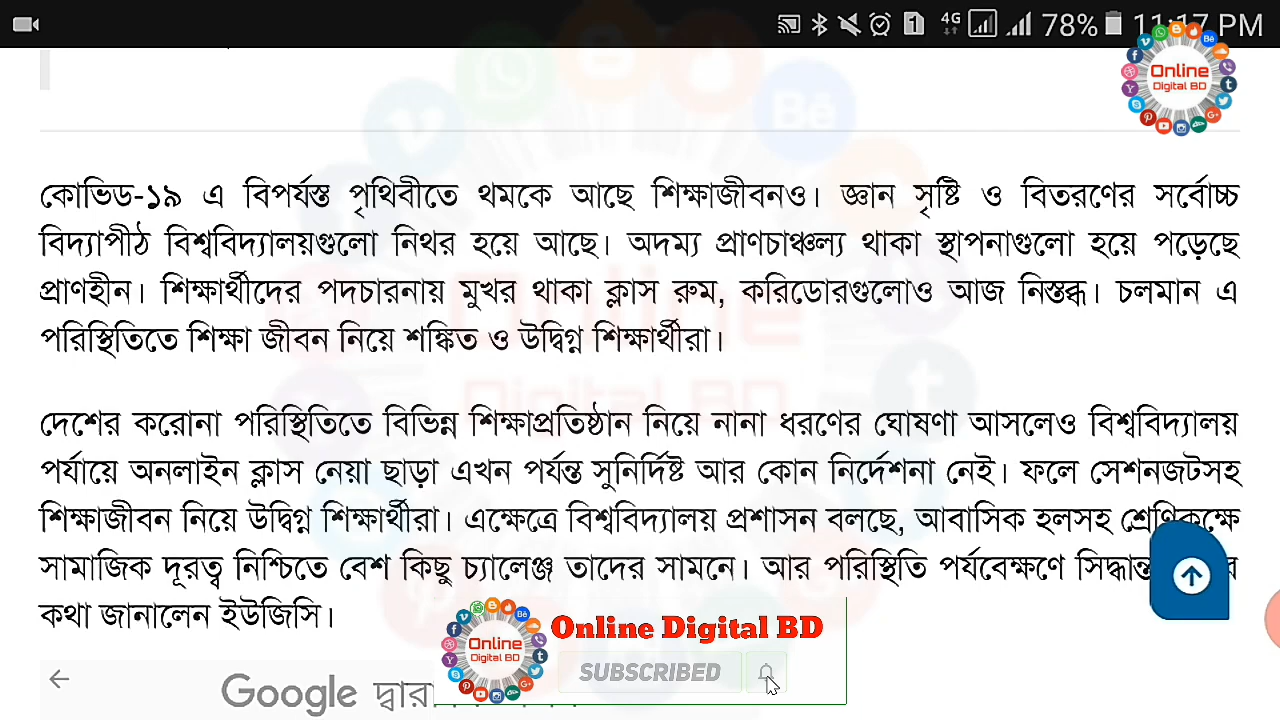 4G 78% 11:17 PM
Online
Digital BD
কোভিড-১৯ এ বিপর্যস্ত পৃথিবীতে থমকে আছে শিক্ষাজীবনও। জ্ঞান সৃষ্টি ও বিতরণের সর্বোচ্চ
বিদ্যাপীঠ বিশ্ববিদ্যালয়গুলো নিথর হয়ে আছে। অদম্য প্রাণচাঞ্চল্য থাকা স্থাপনাগুলো হয়ে পড়েছে
প্রাণহীন। শিক্ষার্থীদের পদচারনায় মুখর থাকা ক্লাস রুম, করিডোরগুলোও আজ নিস্তব্ধ। চলমান এ
পরিস্থিতিতে শিক্ষা জীবন নিয়ে শঙ্কিত ও উদ্বিগ্ন শিক্ষার্থীরা।
দেশের করোনা পরিস্থিতিতে বিভিন্ন শিক্ষাপ্রতিষ্ঠান নিয়ে নানা ধরণের ঘোষণা আসলেও বিশ্ববিদ্যালয়
পর্যায়ে অনলাইন ক্লাস নেয়া ছাড়া এখন পর্যন্ত সুনির্দিষ্ট আর কোন নির্দেশনা নেই। ফলে সেশনজটসহ
শিক্ষাজীবন নিয়ে উদ্বিগ্ন শিক্ষার্থীরা। এক্ষেত্রে বিশ্ববিদ্যালয় প্রশাসন বলছে, আবাসিক হলসহ শ্রেণিকক্ষে
সামাজিক দূরত্ব নিশ্চিতে বেশ কিছু চ্যালেঞ্জ তাদের সামনে। আর পরিস্থিতি পর্যবেক্ষণে সিদ্ধান্ত
কথা জানালেন ইউজিসি।
Online Digital BD
Online
Digital BD
SUBSCRIBED
Google